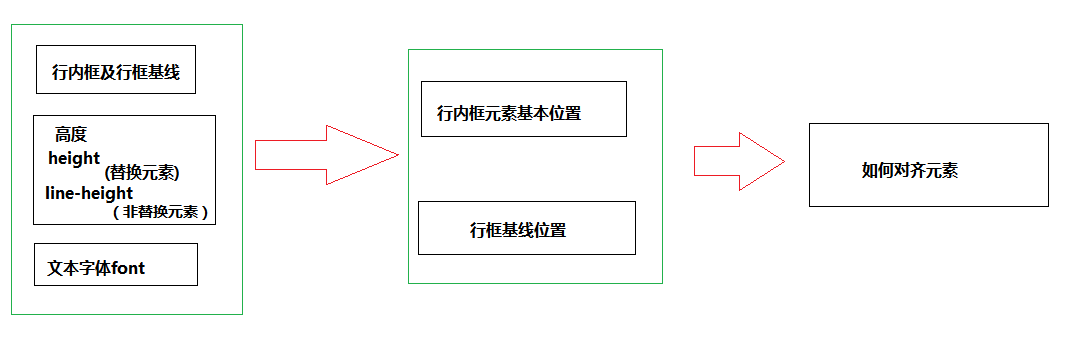 行内框及行框基线
高度
height
(替换元素)
line-height
（非替换元素）
文本字体font
行内框元素基本位置
行框基线位置
如何对齐元素